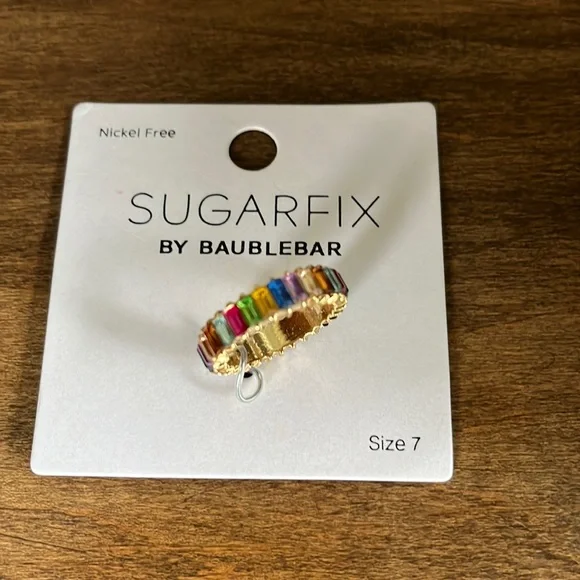 Nickel Free
SUGARFIX
BY BAUBLEBAR
Size 7